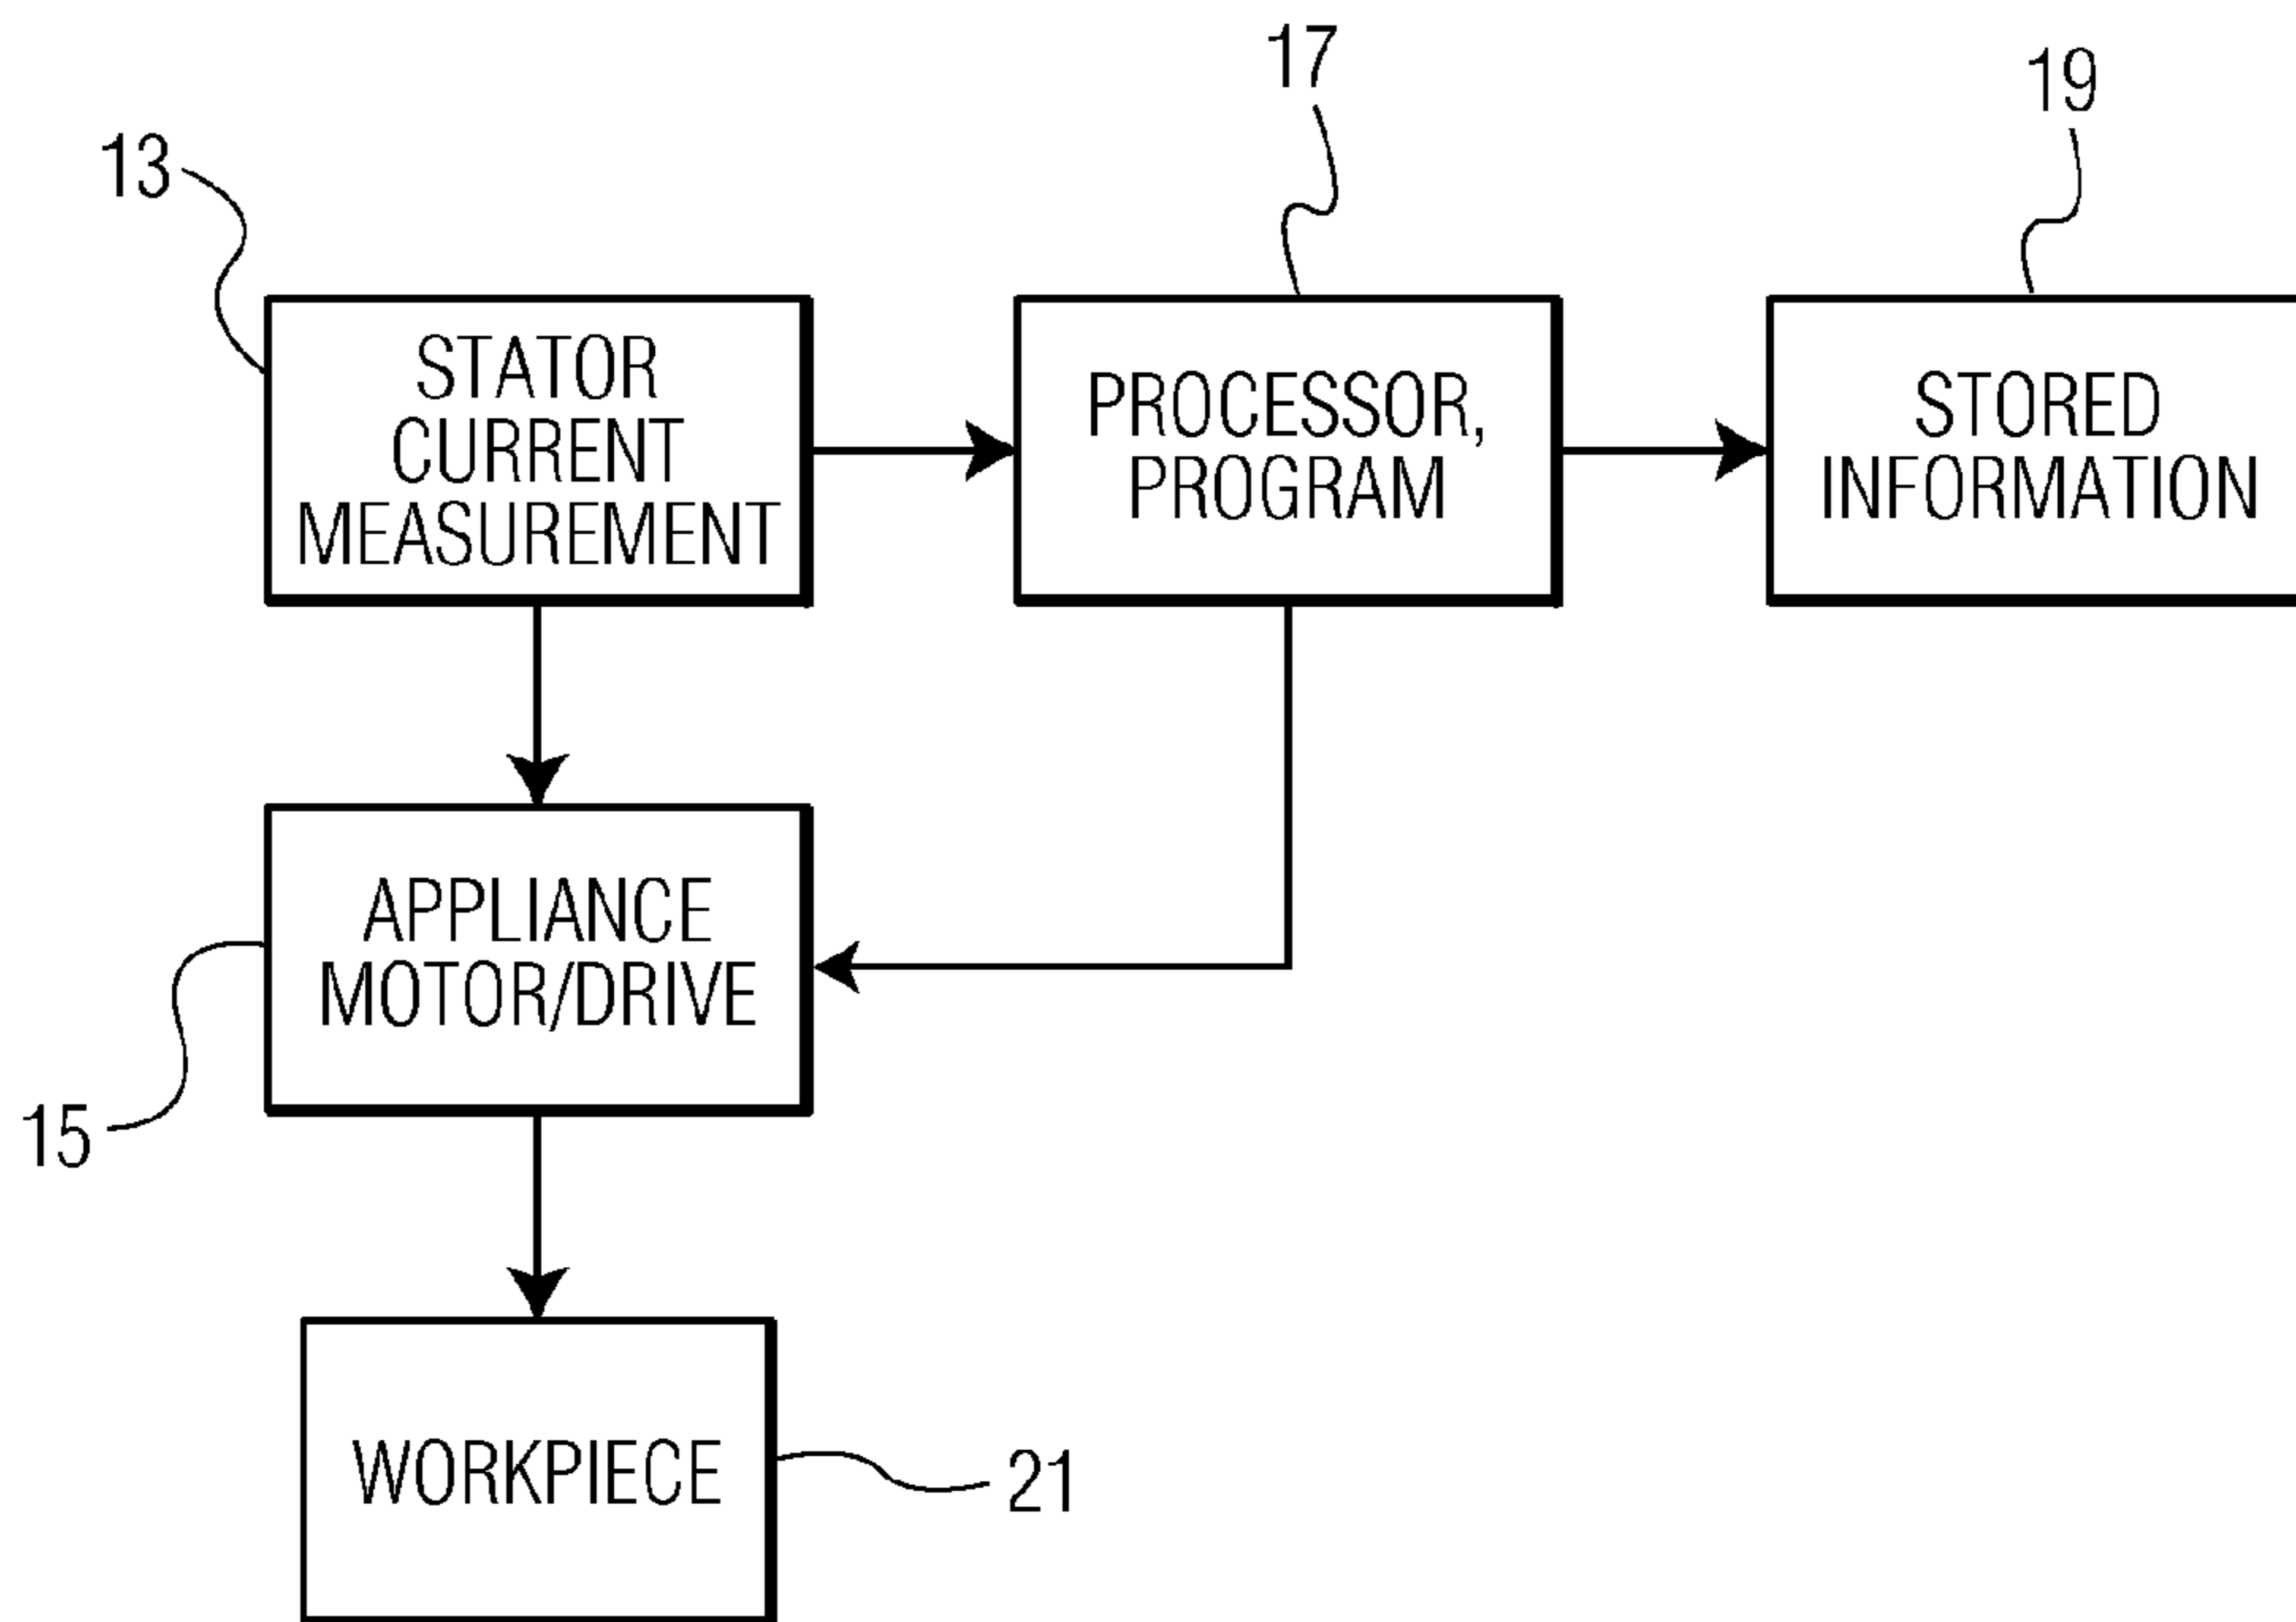 17
19
13
STATOR
CURRENT
MEASUREMENT
PROCESSOR,
PROGRAM
STORED
INFORMATION
APPLIANCE
MOTOR/DRIVE
15
WORKPIECE
21